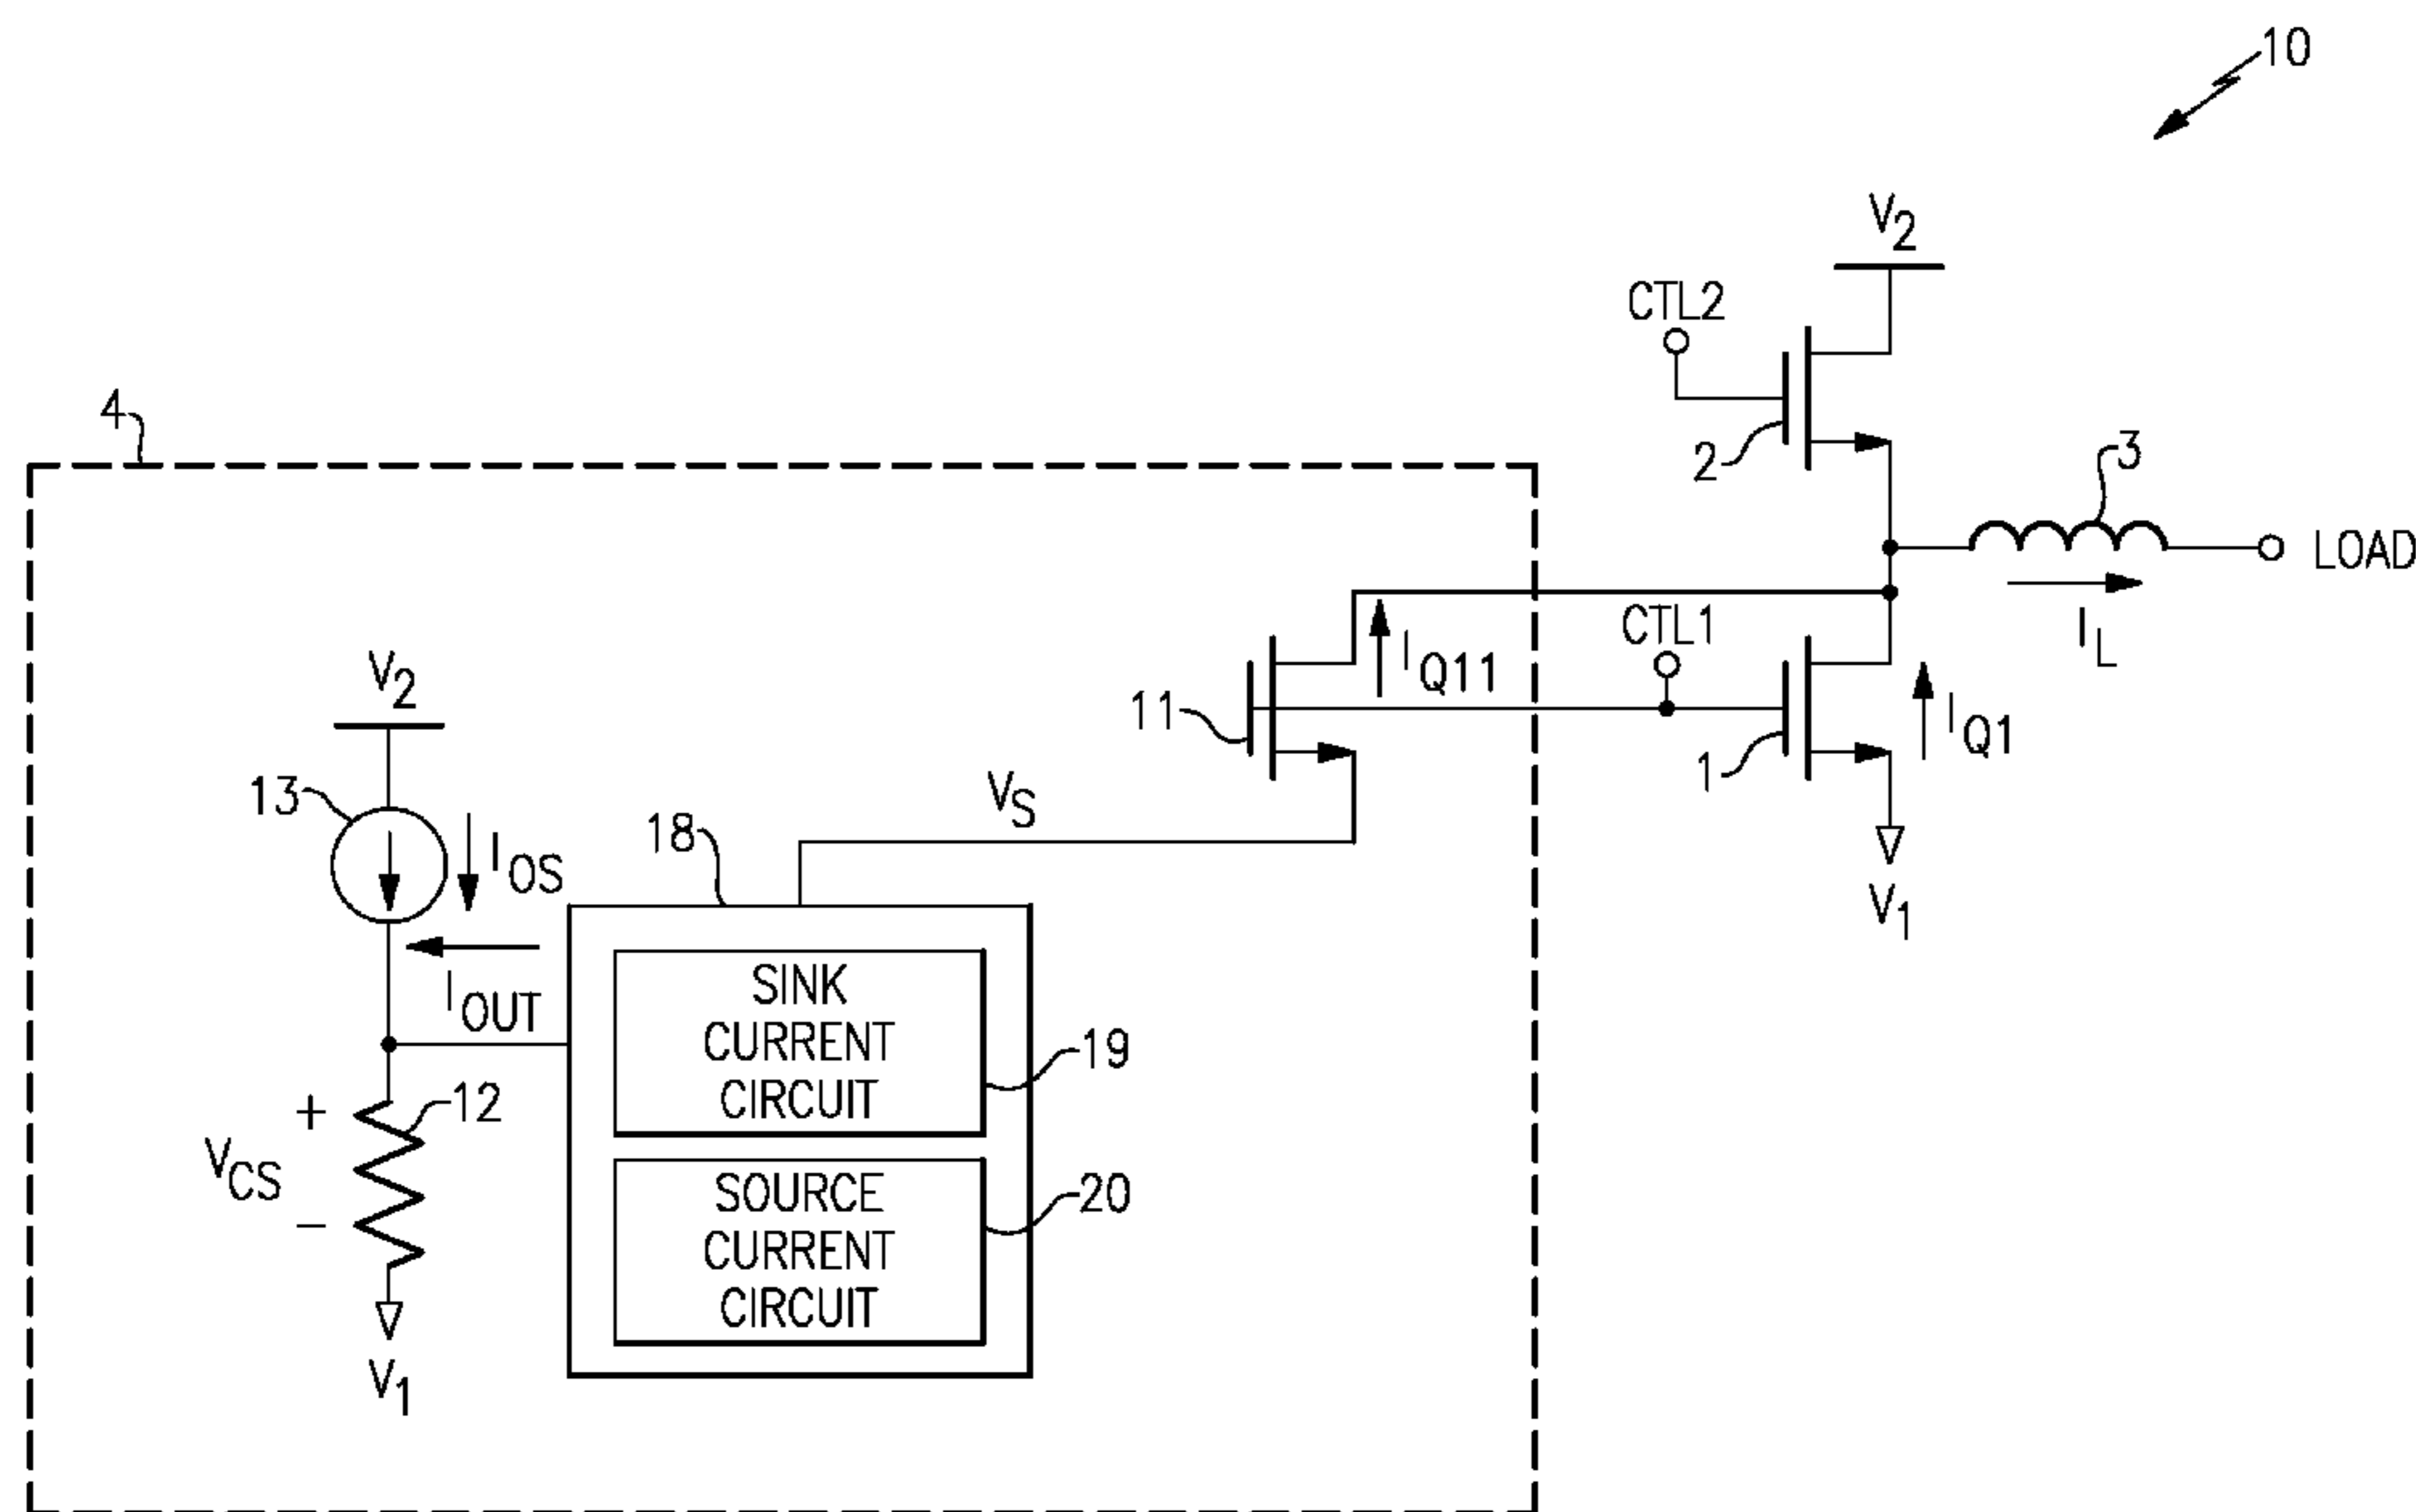 10
V2
CTL2
4
2
3
LOAD
CTL1
IL
V2
IQ11
11
IQ1
1
13
VS
IOS
18
V1
IOUT
SINK
CURRENT
CIRCUIT
19
+
12
VCS
–
SOURCE
CURRENT
CIRCUIT
20
V1